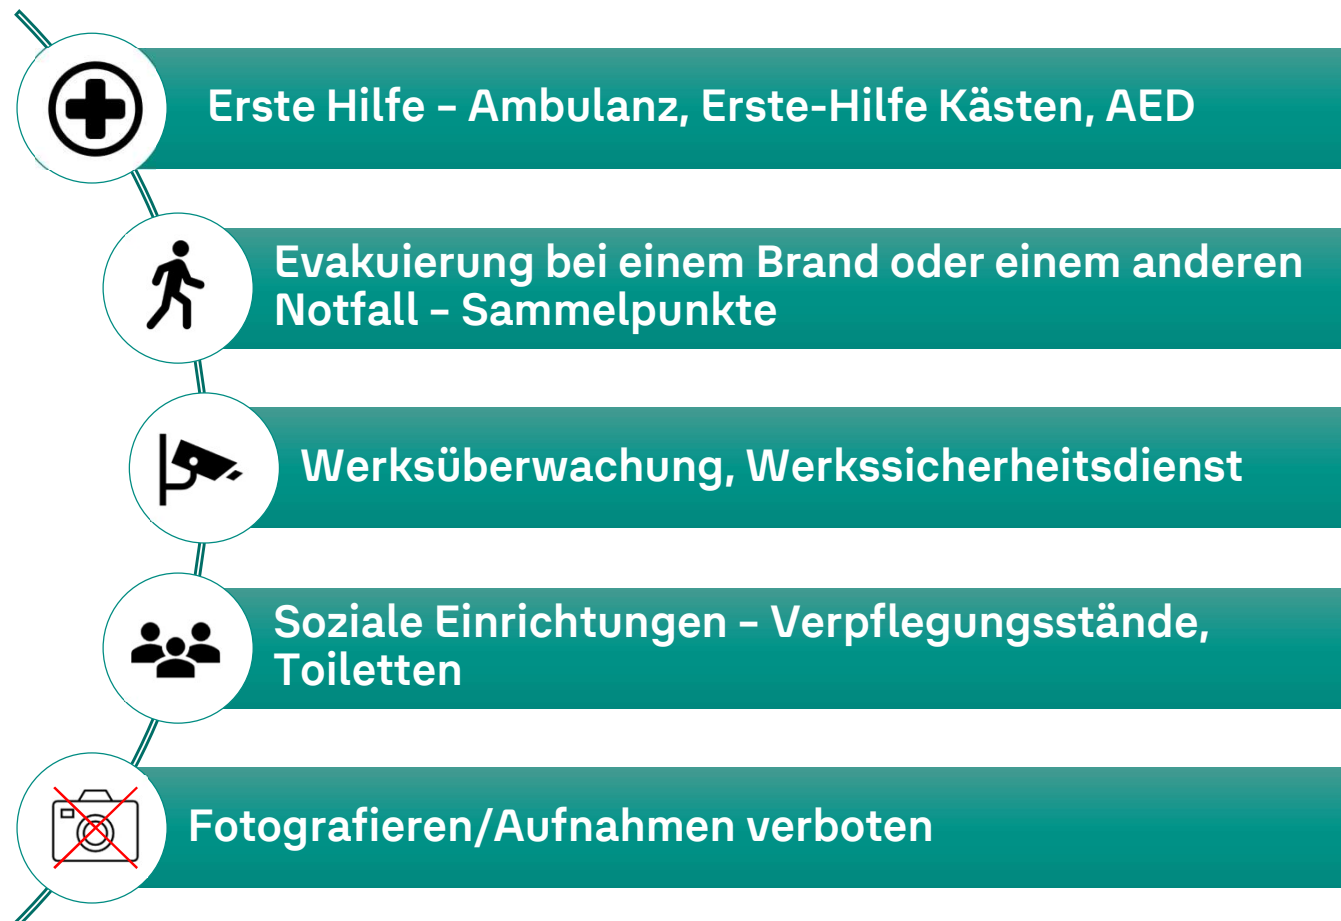 Erste Hilfe – Ambulanz, Erste-Hilfe Kästen, AED
Evakuierung bei einem Brand oder einem anderen
Notfall – Sammelpunkte
Werksüberwachung, Werkssicherheitsdienst
Soziale Einrichtungen – Verpflegungsstände,
Toiletten
Fotografieren/Aufnahmen verboten